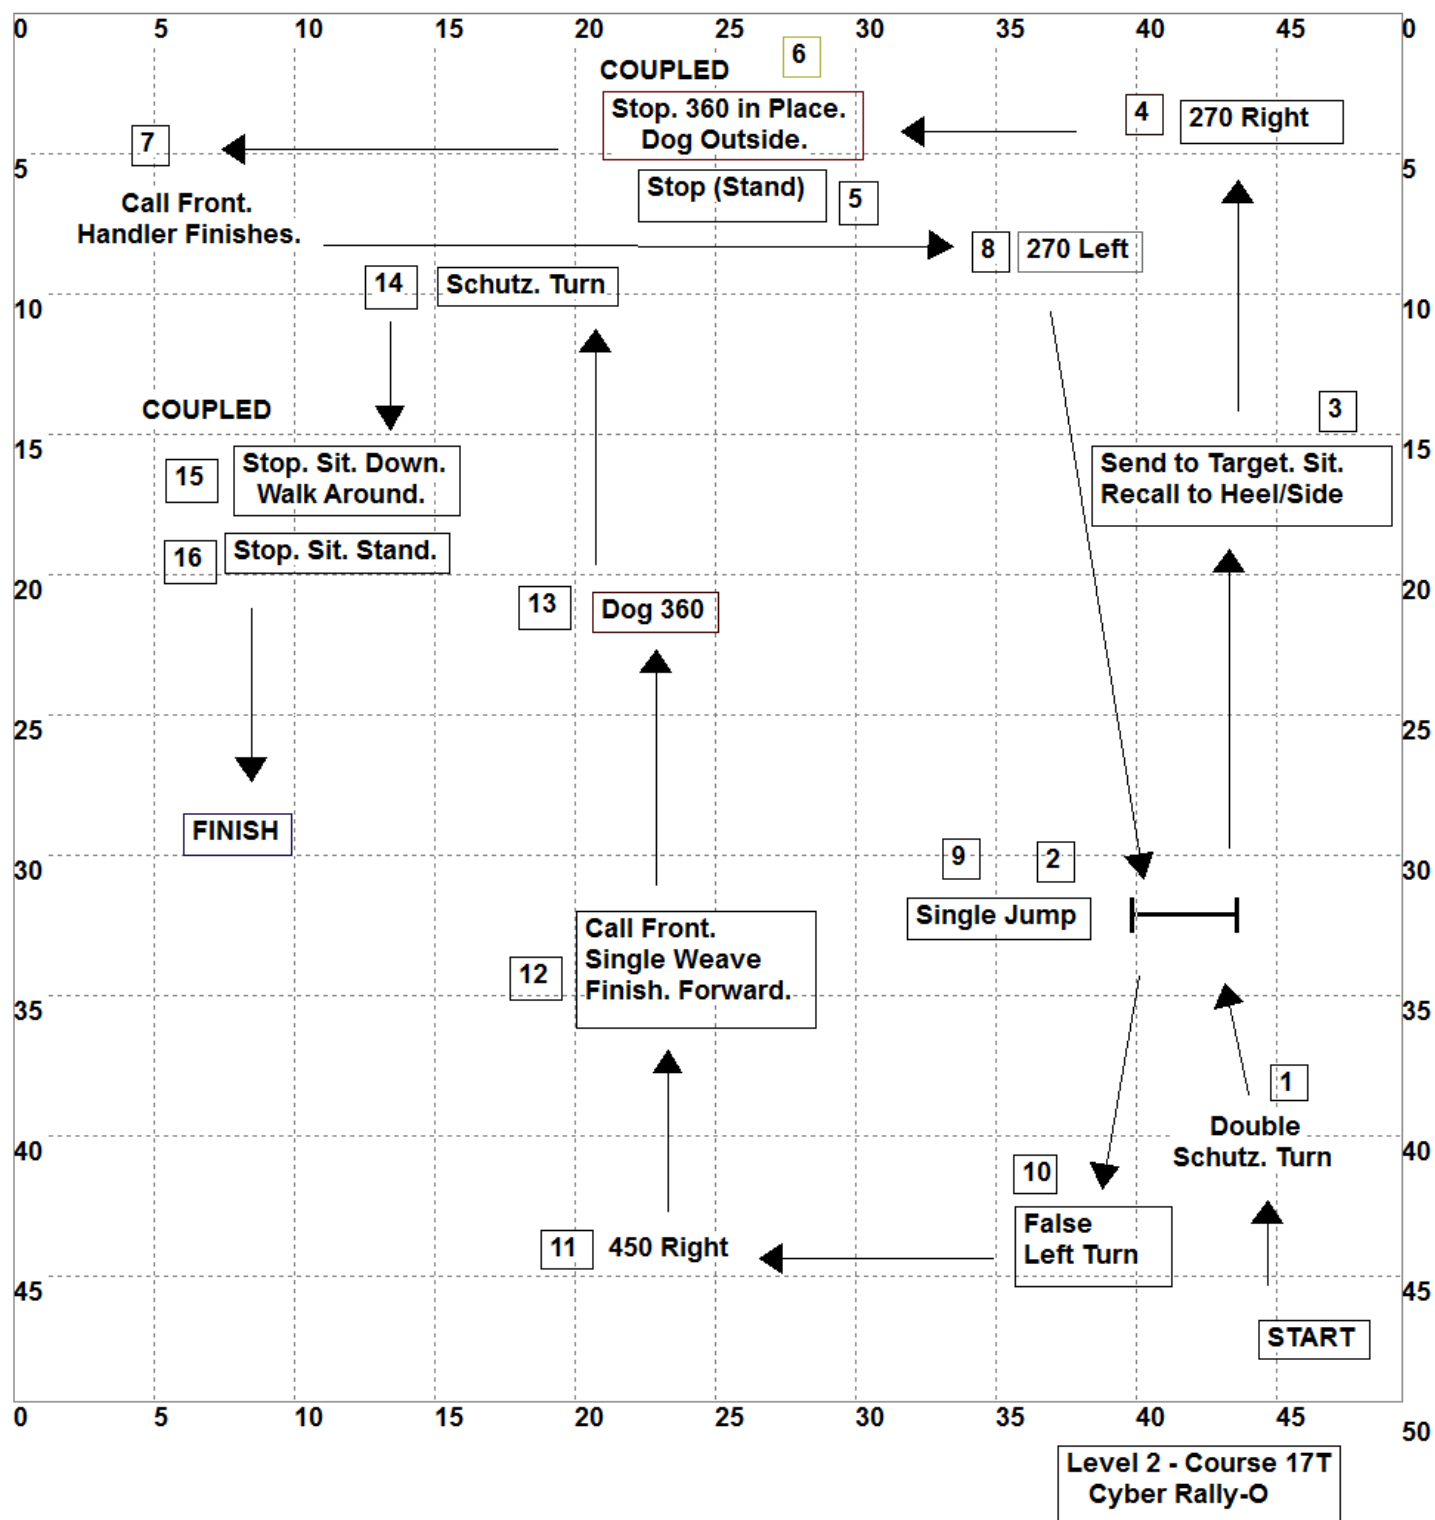 0 5 10 15 20 25 30 35 40 45 0
6
COUPLED
Stop. 360 in Place.
Dog Outside.
4 270 Right
7
5 5
Call Front.
Handler Finishes.
Stop (Stand) 5
8 270 Left
14 Schutz. Turn
10 10
COUPLED
3
15 15
15 Stop. Sit. Down.
Walk Around.
Send to Target. Sit.
Recall to Heel/Side
16 Stop. Sit. Stand.
20 20
13 Dog 360
25 25
FINISH
9 2
30 30
Single Jump
12 Call Front.
Single Weave
Finish. Forward.
35 35
1
Double
Schutz. Turn
40 40
10
False
Left Turn
11 450 Right
45 45
START
0 5 10 15 20 25 30 35 40 45 50
Level 2 - Course 17T
Cyber Rally-O